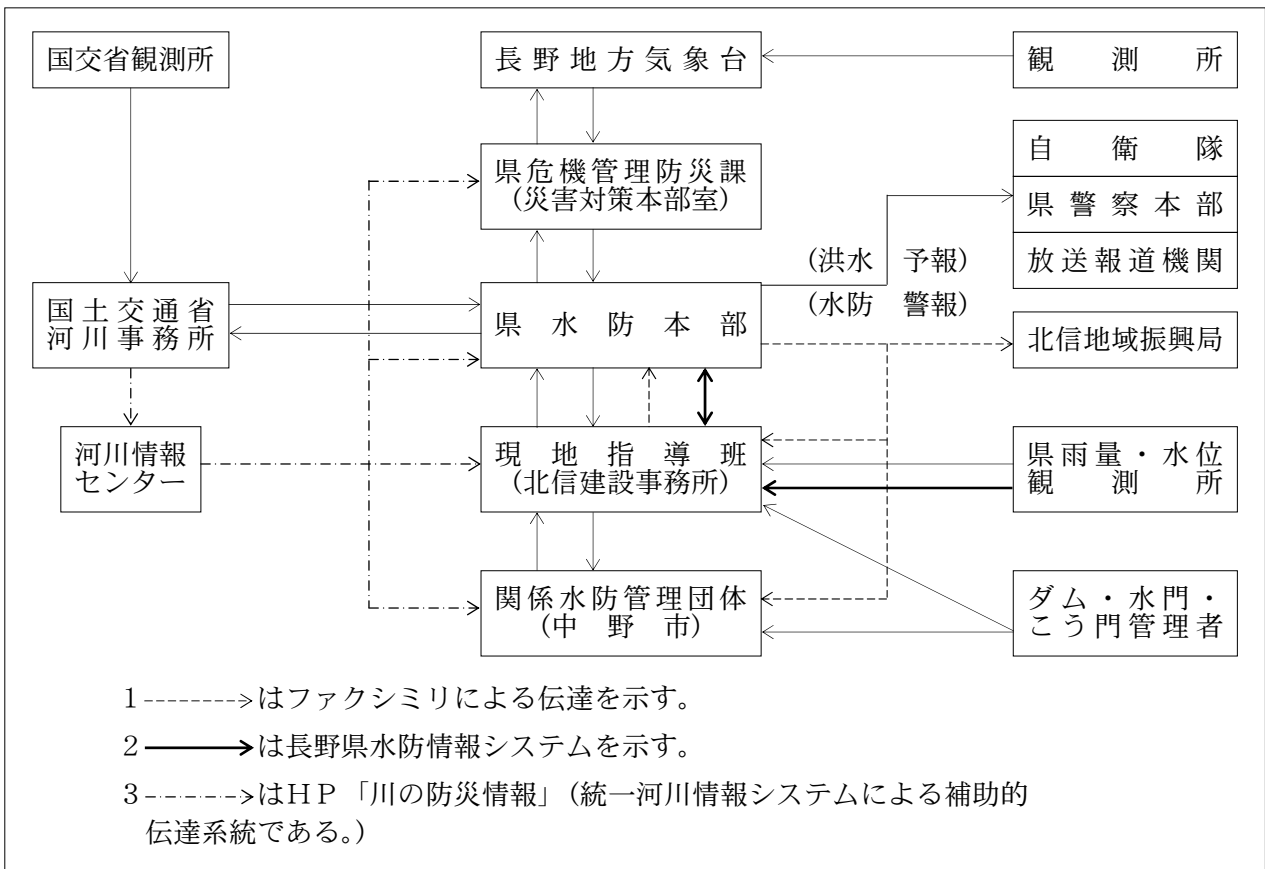 国交省観測所
長野地方気象台
観測所
県危機管理防災課
(災害対策本部室)
自衛隊
県警察本部
放送報道機関
(洪水 予報)
(水防 警報)
国土交通省
河川事務所
県水防本部
北信地域振興局
河川情報
センター
現地指導班
(北信建設事務所)
県雨量・水位
観測所
関係水防管理団体
(中野市)
ダム・水門・
こう門管理者
1 はファクシミリによる伝達を示す。
2 は長野県水防情報システムを示す。
3 はHP「川の防災情報」(統一河川情報システムによる補助的
伝達系統である。)